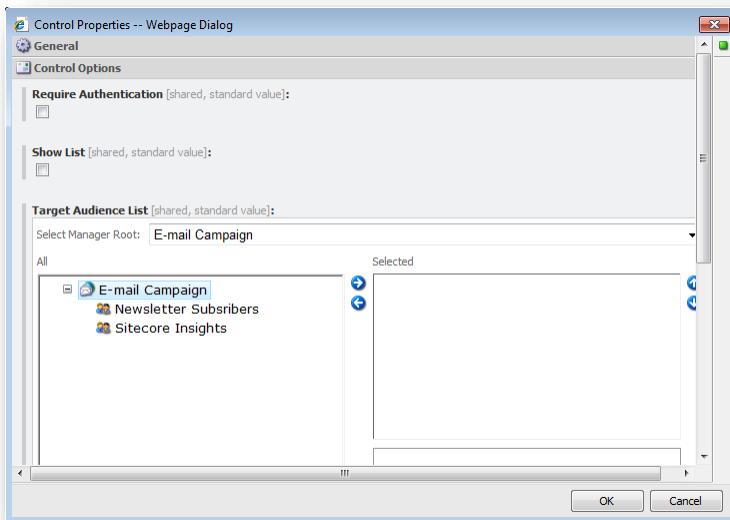 Control Properties -- Webpage Dialog
General
Control Options
Require Authentication [shared, standard value]:
Show List [shared, standard value]:
Target Audience List [shared, standard value]:
Select Manager Root: E-mail Campaign
All Selected
E-mail Campaign
Newsletter Subsribers
Sitecore Insights
OK Cancel